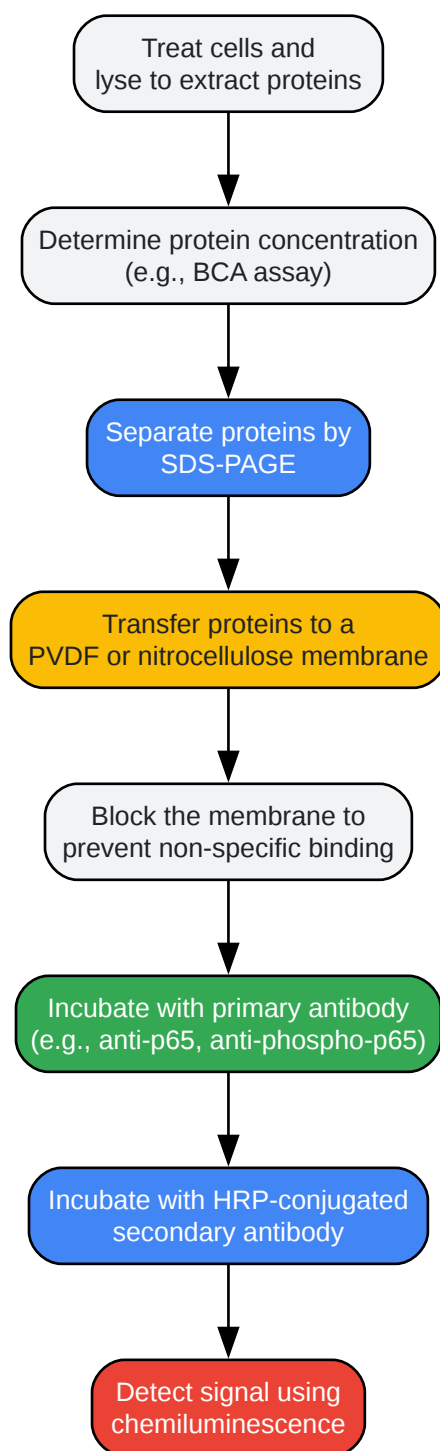 Treat cells and
lyse to extract proteins
Determine protein concentration
(e.g., BCA assay)
Separate proteins by
SDS-PAGE
Transfer proteins to a
PVDF or nitrocellulose membrane
Block the membrane to
prevent non-specific binding
Incubate with primary antibody
(e.g., anti-p65, anti-phospho-p65)
Incubate with HRP-conjugated
secondary antibody
Detect signal using
chemiluminescence